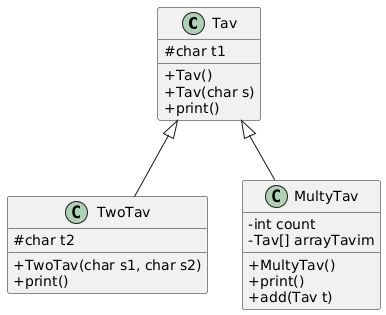 C Tav
#char t1
+Tav()
+Tav(char s)
+print()
C TwoTav
#char t2
+TwoTav(char s1, char s2)
+print()
C MultyTav
-int count
-Tav[] arrayTavim
+MultyTav()
+print()
+add(Tav t)